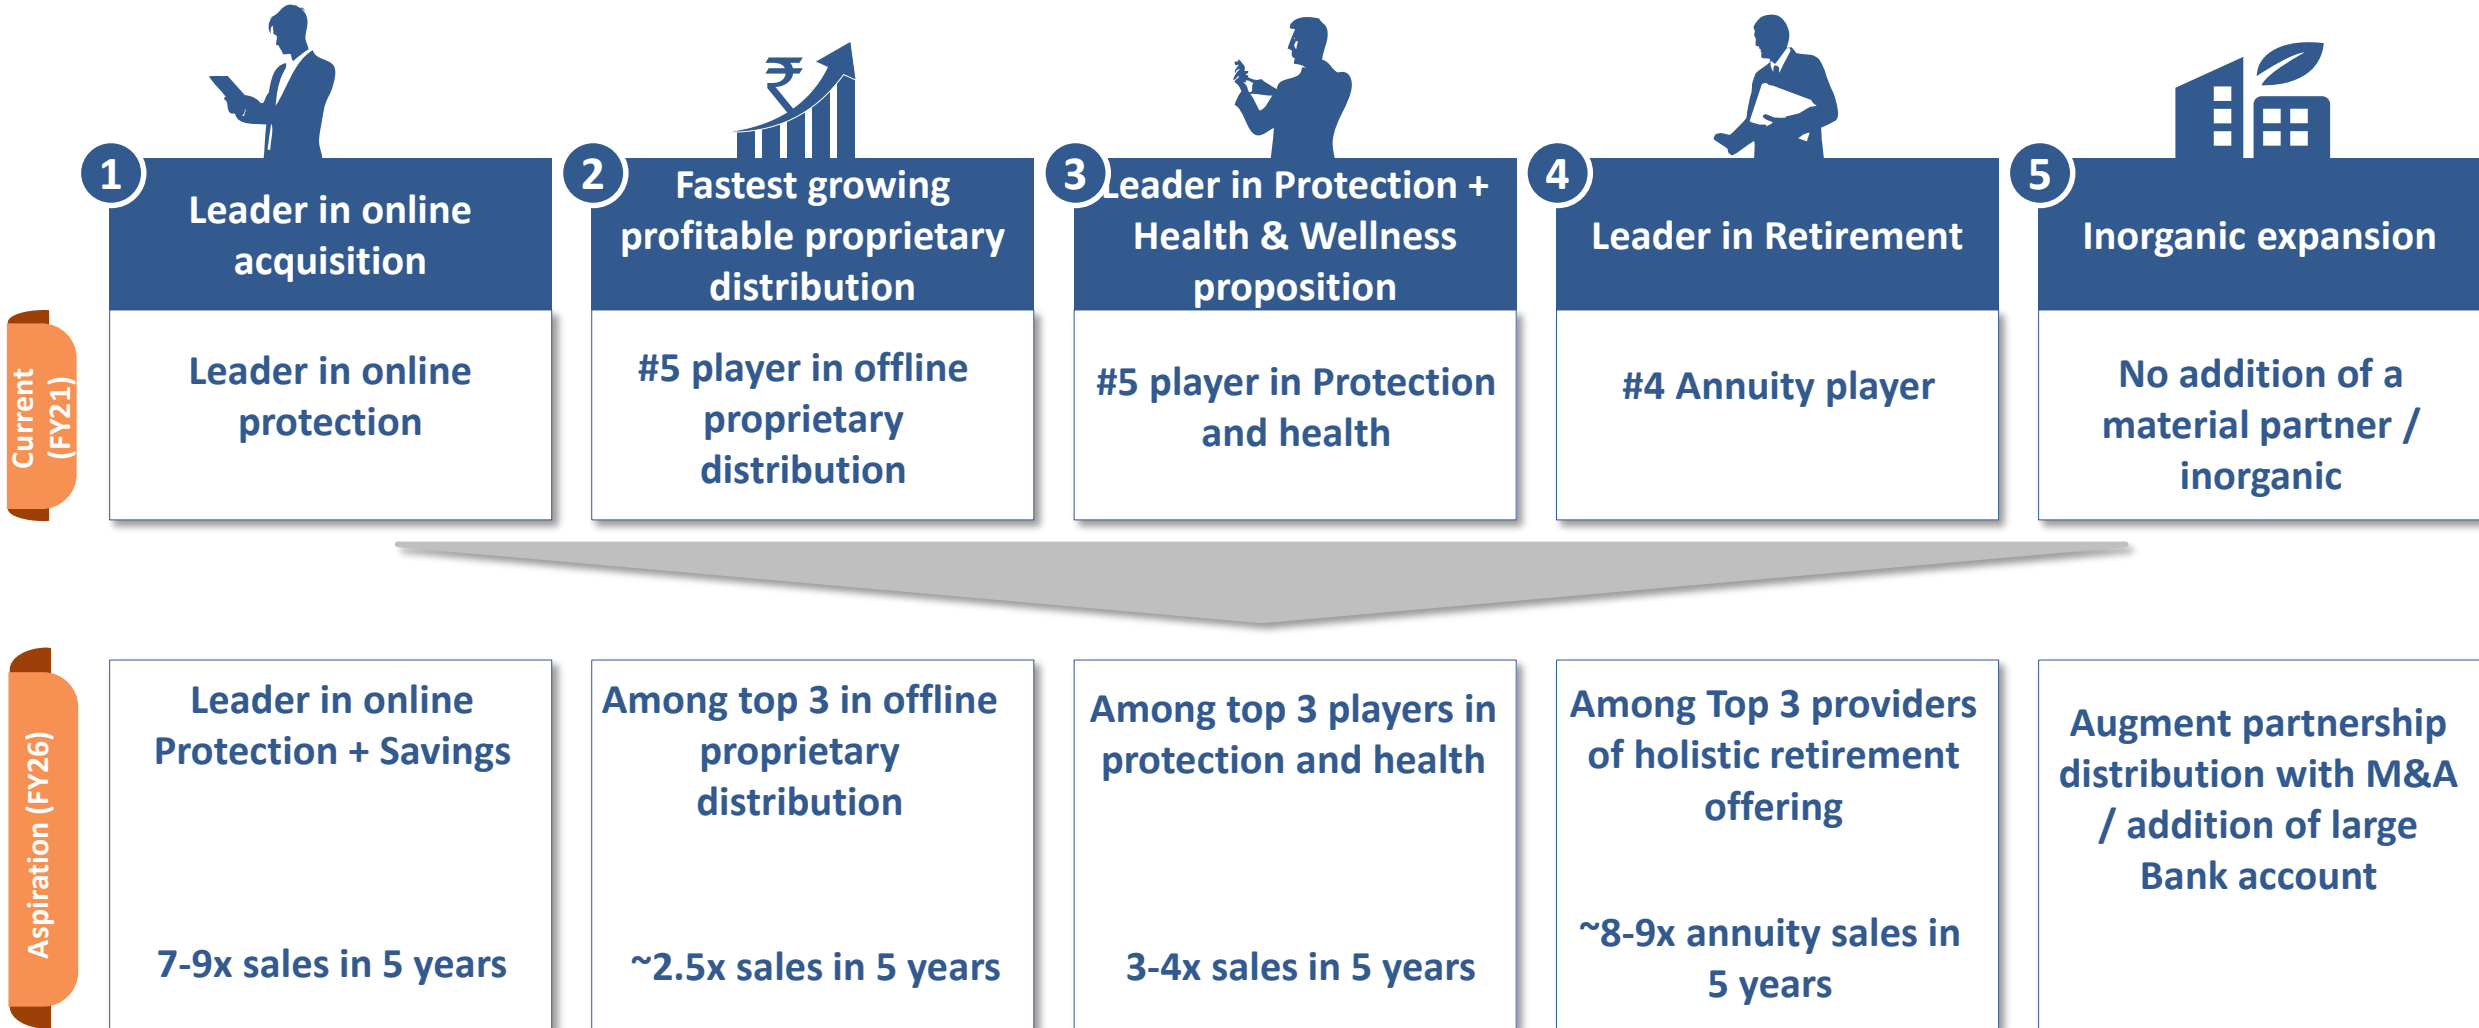 1
Leader in online
acquisition
2
Fastest growing
profitable proprietary
distribution
3
Leader in Protection +
Health & Wellness
proposition
4
Leader in Retirement
5
Inorganic expansion
Current
(FY21)
Leader in online
protection
#5 player in offline
proprietary
distribution
#5 player in Protection
and health
#4 Annuity player
No addition of a
material partner /
inorganic
Aspiration (FY26)
Leader in online
Protection + Savings
7-9x sales in 5 years
Among top 3 in offline
proprietary
distribution
~2.5x sales in 5 years
Among top 3 players in
protection and health
3-4x sales in 5 years
Among Top 3 providers
of holistic retirement
offering
~8-9x annuity sales in
5 years
Augment partnership
distribution with M&A
/ addition of large
Bank account
₹